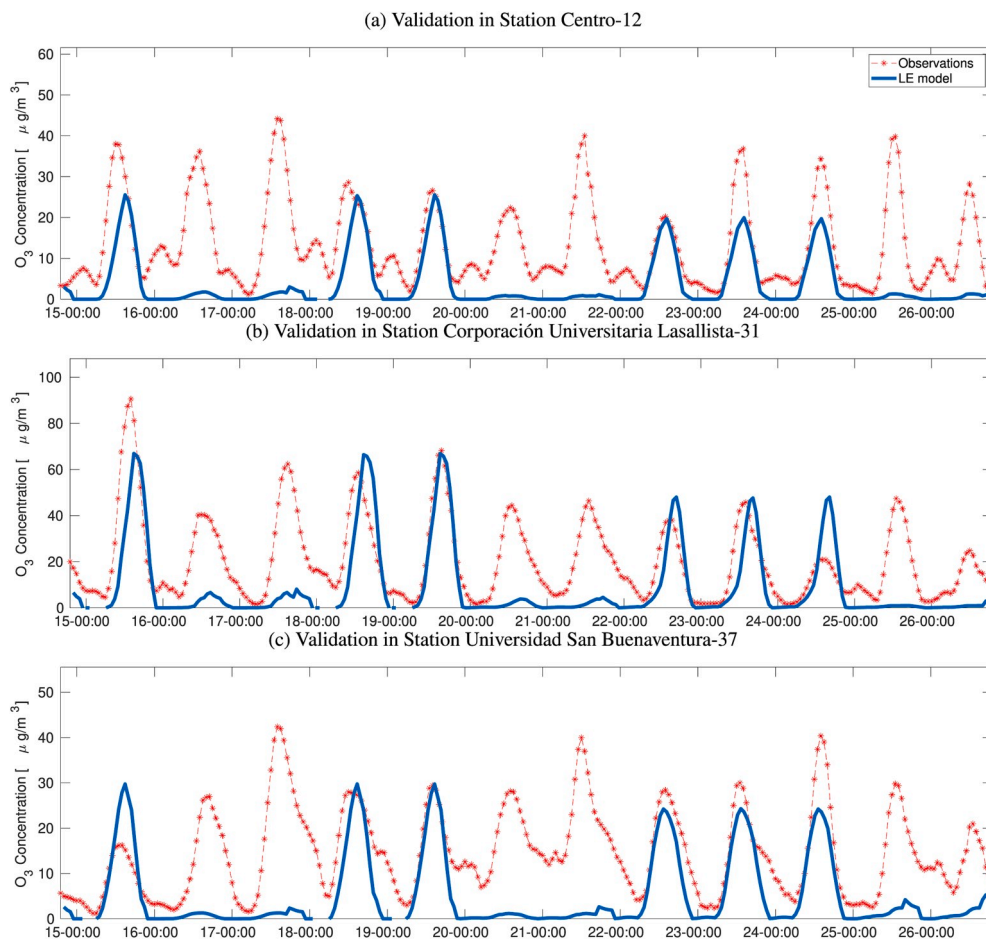 (a) Validation in Station Centro-12
O3 Concentration [ μ g/m 3]
60
50
40
30
20
10
0
Observations
LE model
15-00:00 16-00:00 17-00:00 18-00:00 19-00:00 20-00:00 21-00:00 22-00:00 23-00:00 24-00:00 25-00:00 26-00:00
(b) Validation in Station Corporación Universitaria Lasallista-31
O3 Concentration [ μ g/m 3]
100
80
60
40
20
0
15-00:00 16-00:00 17-00:00 18-00:00 19-00:00 20-00:00 21-00:00 22-00:00 23-00:00 24-00:00 25-00:00 26-00:00
(c) Validation in Station Universidad San Buenaventura-37
O3 Concentration [ μ g/m 3]
50
40
30
20
10
0
15-00:00 16-00:00 17-00:00 18-00:00 19-00:00 20-00:00 21-00:00 22-00:00 23-00:00 24-00:00 25-00:00 26-00:00